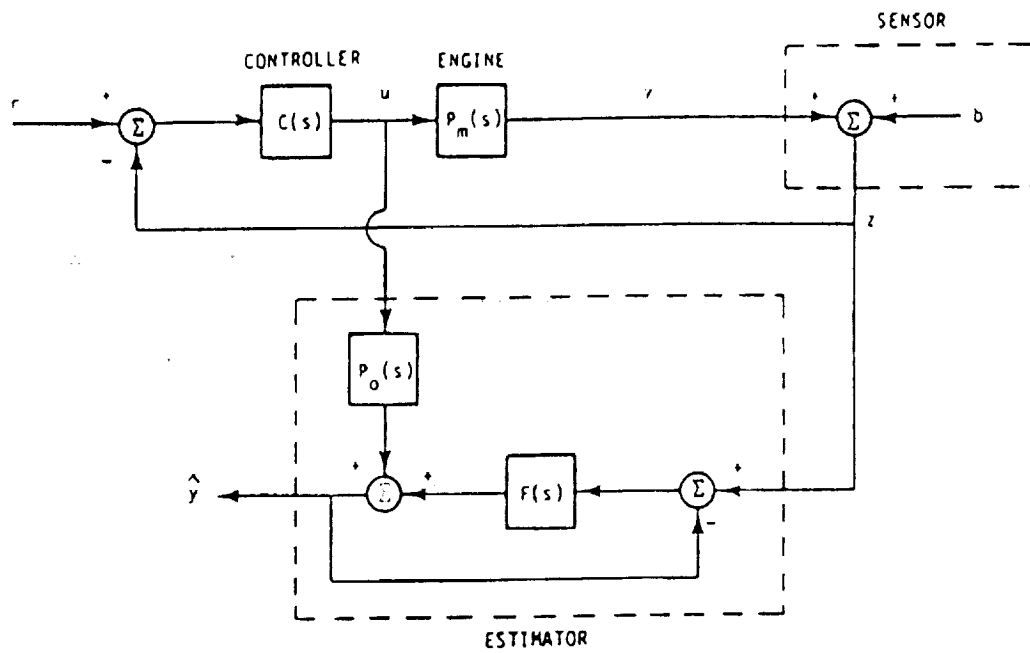 SENSOR
CONTROLLER
ENGINE
r
+
Σ
-
C(s)
u
P_m(s)
+
Σ
+
b
z
P_o(s)
ŷ
+
Σ
+
F(s)
Σ
+
-
ESTIMATOR